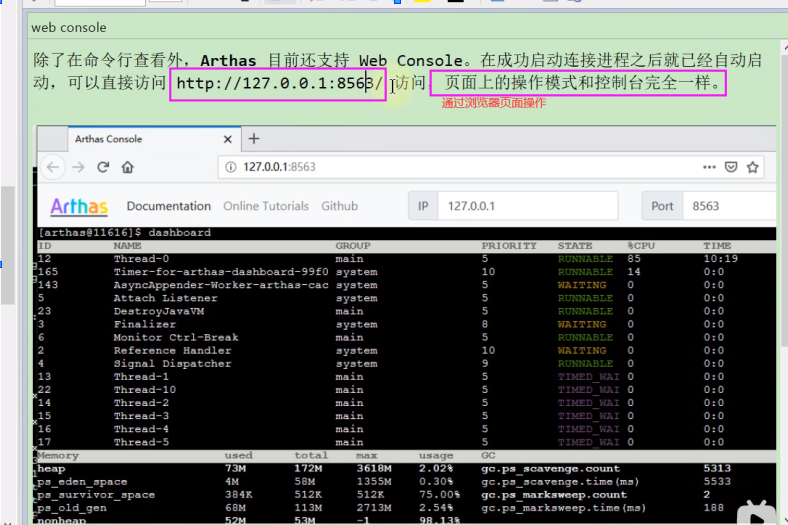 web console
除了在命令行查看外，Arthas 目前还支持 Web Console。在成功启动连接进程之后就已经自动启
动，可以直接访问 http://127.0.0.1:8563/ 访问，页面上的操作模式和控制台完全一样。
通过浏览器页面操作
Arthas Console
127.0.0.1:8563
Arthas Documentation Online Tutorials Github IP 127.0.0.1 Port 8563
[arthas@11616]$ dashboard
ID NAME GROUP PRIORITY STATE %CPU TIME
12 Thread-0 main 5 RUNNABLE 85 10:19
165 Timer-for-arthas-dashboard-99f0 system 10 RUNNABLE 14 0:0
143 AsyncAppender-Worker-arthas-cac system 5 WAITING 0 0:0
5 Attach Listener system 5 RUNNABLE 0 0:0
23 DestroyJavaVM main 5 RUNNABLE 0 0:0
3 Finalizer system 8 WAITING 0 0:0
6 Monitor Ctrl-Break main 5 RUNNABLE 0 0:0
2 Reference Handler system 10 WAITING 0 0:0
4 Signal Dispatcher system 9 RUNNABLE 0 0:0
13 Thread-1 main 5 TIMED_WAI 0 0:0
22 Thread-10 main 5 TIMED_WAI 0 0:0
14 Thread-2 main 5 TIMED_WAI 0 0:0
15 Thread-3 main 5 TIMED_WAI 0 0:0
16 Thread-4 main 5 TIMED_WAI 0 0:0
17 Thread-5 main 5 TIMED_WAI 0 0:0
Memory used total max usage GC
heap 73M 172M 3618M 2.02% gc.ps_scavenge.count 5313
ps_eden_space 4M 58M 1355M 0.30% gc.ps_scavenge.time(ms) 5533
ps_survivor_space 384K 512K 512K 75.00% gc.ps_marksweep.count 2
ps_old_gen 68M 113M 2713M 2.54% gc.ps_marksweep.time(ms) 188
nonheap 52M 53M -1 98.13%